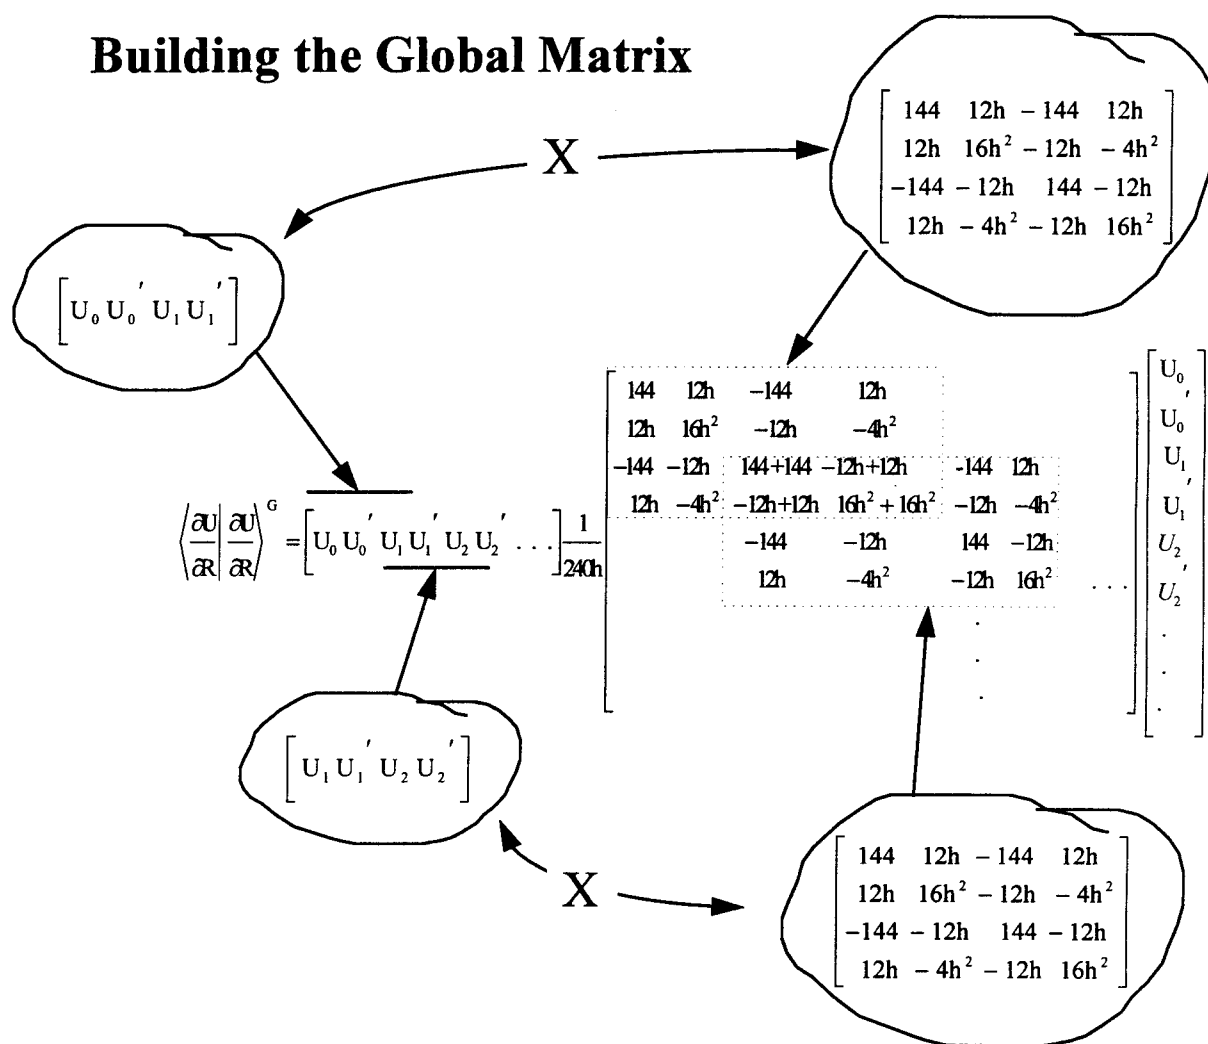 Building the Global Matrix
144 12h − 144 12h
12h 16h² − 12h − 4h²
−144 − 12h 144 − 12h
12h − 4h² − 12h 16h²
X
[U₀ U₀′ U₁ U₁′]
144 12h −144 12h
12h 16h² −12h −4h²
−144 −12h 144+144 −12h+12h -144 12h
12h −4h² −12h+12h 16h² + 16h² −12h −4h²
−144 −12h 144 −12h
12h −4h² −12h 16h² . . .
.
.
.
U₀
U₀′
U₁
U₁′
U₂
U₂′
.
.
.
⟨∂U/∂R | ∂U/∂R⟩ᴳ = [U₀ U₀′ U₁ U₁′ U₂ U₂′ . . .] 1/240h
[U₁ U₁′ U₂ U₂′]
X
144 12h − 144 12h
12h 16h² − 12h − 4h²
−144 − 12h 144 − 12h
12h − 4h² − 12h 16h²